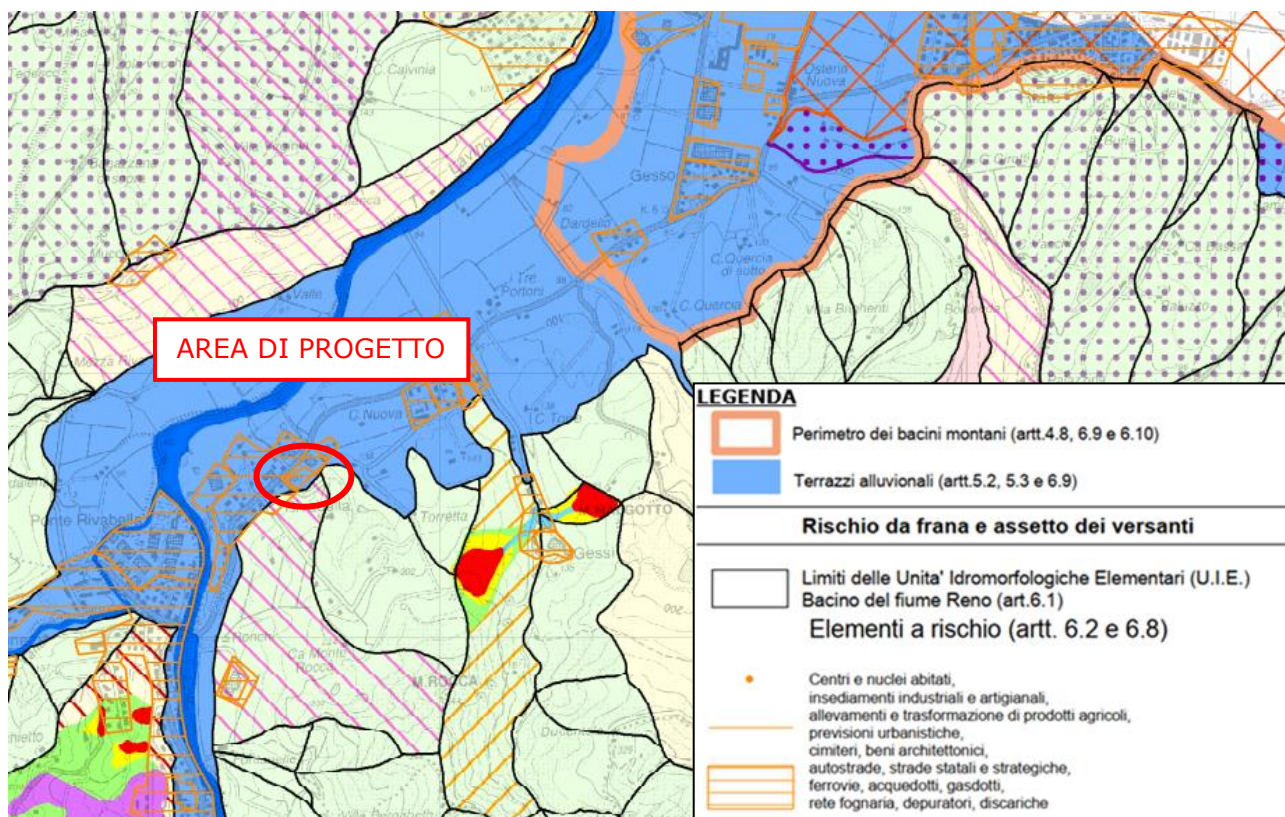 C. Calvinia
Osteria
Nuova
Gesso
Dardello
C. Quercia
di sotto
I Tre
Portoni
C. Quercia
Valle
AREA DI PROGETTO
C. Nuova
Ponte Rivabella
Torretta
Gessi
Ronchi
Ca Monte
Rocca
M. ROCCA
LEGENDA
Perimetro dei bacini montani (artt.4.8, 6.9 e 6.10)
Terrazzi alluvionali (artt.5.2, 5.3 e 6.9)
Rischio da frana e assetto dei versanti
Limiti delle Unita' Idromorfologiche Elementari (U.I.E.)
Bacino del fiume Reno (art.6.1)
Elementi a rischio (artt. 6.2 e 6.8)
Centri e nuclei abitati,
insediamenti industriali e artigianali,
allevamenti e trasformazione di prodotti agricoli,
previsioni urbanistiche,
cimiteri, beni architettonici,
autostrade, strade statali e strategiche,
ferrovie, acquedotti, gasdotti,
rete fognaria, depuratori, discariche